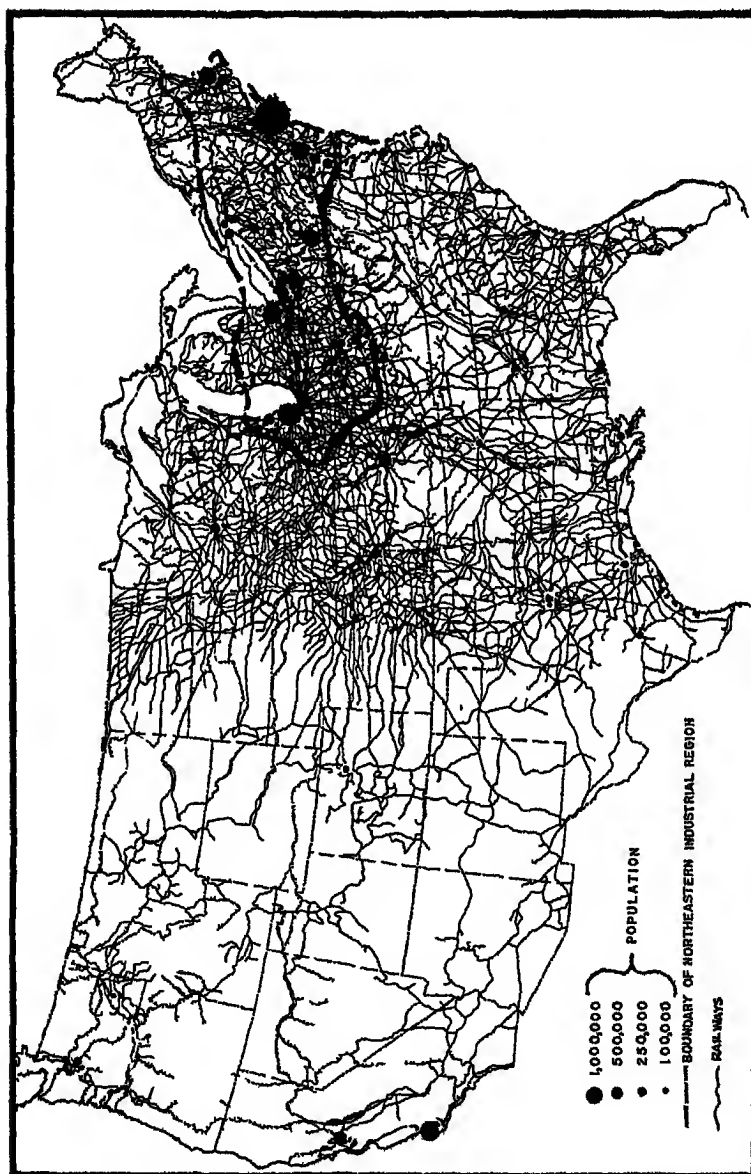 1,000,000
500,000
250,000
100,000
POPULATION
BOUNDARY OF NORTHEASTERN INDUSTRIAL REGION
RAILWAYS